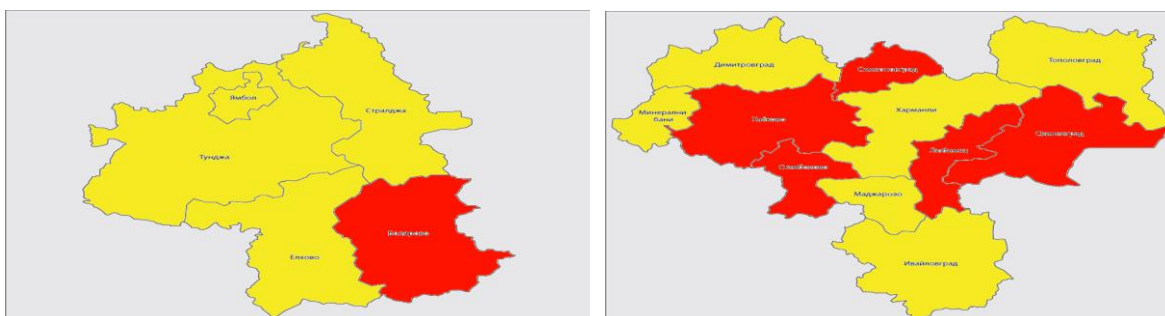 Ямбол
Стралджа
Тунджа
Елхово
Болярово
Димитровград
Симеоновград
Тополовград
Минерални
бани
Хасково
Харманли
Свиленград
Любимец
Стамболово
Маджарово
Ивайловград